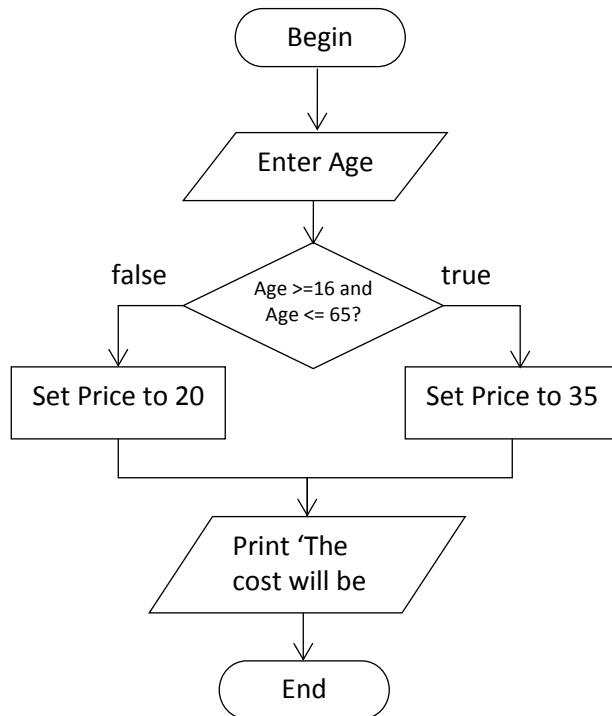 Begin
Enter Age
false
true
Age >=16 and
Age <= 65?
Set Price to 20
Set Price to 35
Print ‘The
cost will be
End